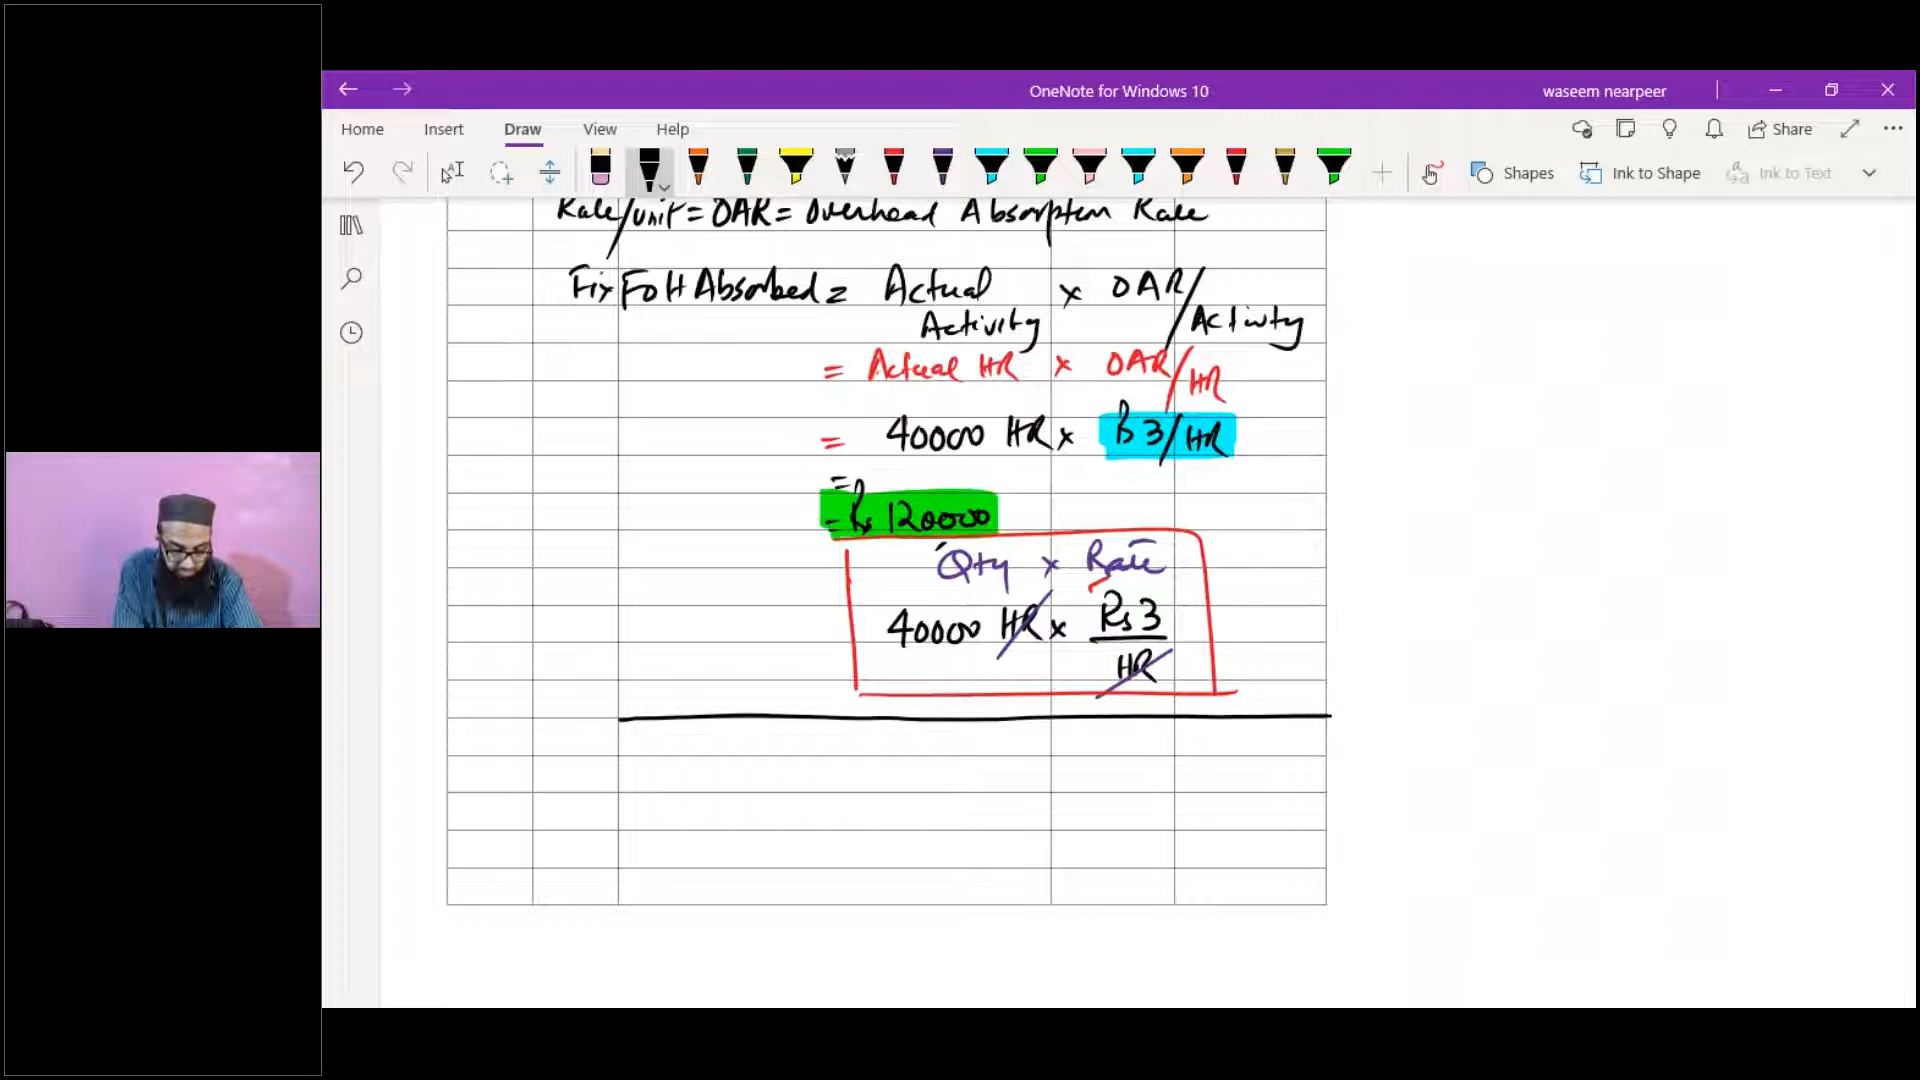 OneNote for Windows 10
waseem nearpeer
Home Insert Draw View Help
Share
Shapes Ink to Shape Ink to Text
Rate/unit = OAR = Overhead Absorption Rate
Fix FoH Absorbed = Actual Activity × OAR/Activity
= Actual HR × OAR/HR
= 40000 HR × Rs 3/HR
=
= Rs 120000
Qty × Rate
40000 HR × Rs 3
HR